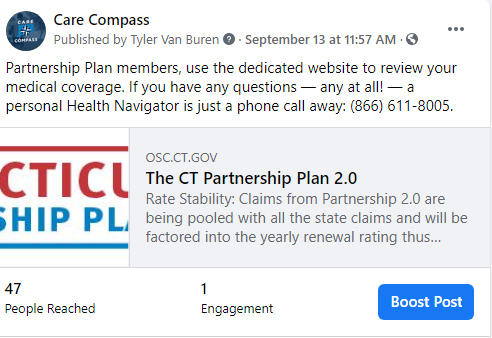 Care Compass
Published by Tyler Van Buren · September 13 at 11:57 AM ·
Partnership Plan members, use the dedicated website to review your
medical coverage. If you have any questions — any at all! — a
personal Health Navigator is just a phone call away: (866) 611-8005.
CARE
COMPASS
CTICU
SHIP PL
OSC.CT.GOV
The CT Partnership Plan 2.0
Rate Stability: Claims from Partnership 2.0 are
being pooled with all the state claims and will be
factored into the yearly renewal rating thus...
47
People Reached
1
Engagement
Boost Post